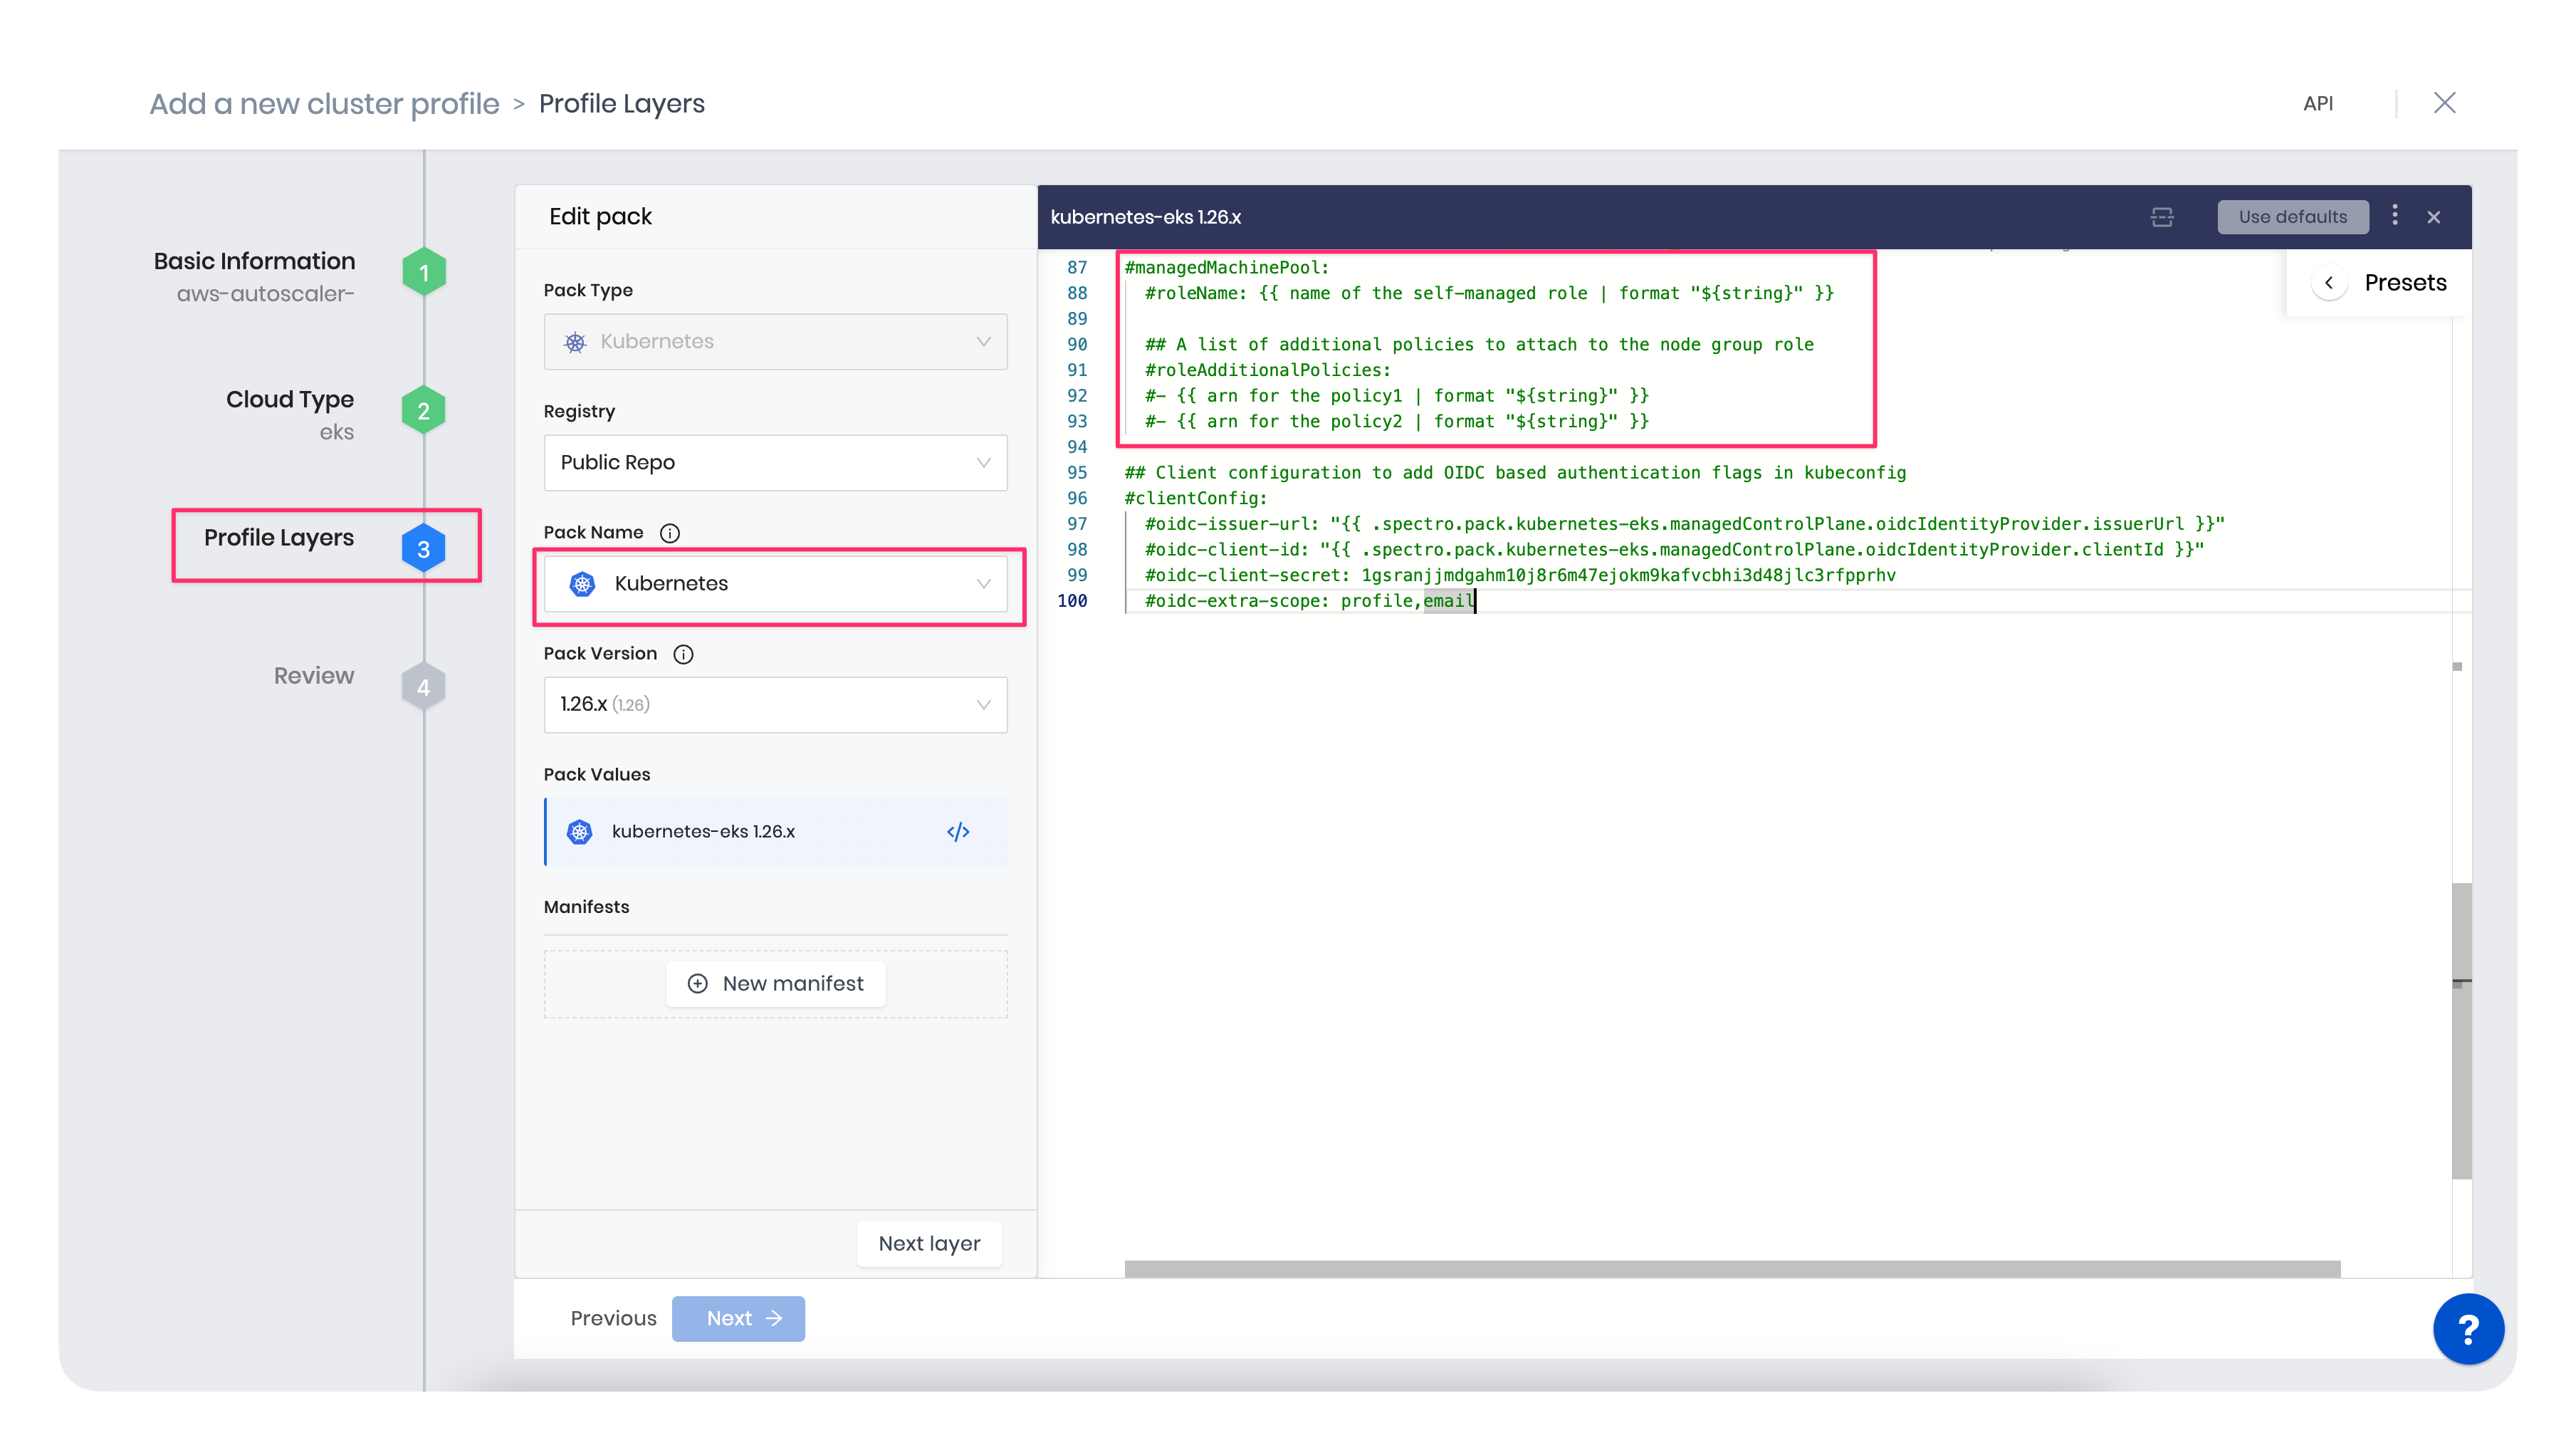 Add a new cluster profile > Profile Layers
API
Basic Information
aws-autoscaler-
1
Cloud Type
eks
2
Profile Layers
3
Review
4
Edit pack
Pack Type
Kubernetes
Registry
Public Repo
Pack Name
Kubernetes
Pack Version
1.26.x (1.26)
Pack Values
kubernetes-eks 1.26.x
</>
Manifests
New manifest
Next layer
Previous
Next →
kubernetes-eks 1.26.x
Use defaults
Presets
87 #managedMachinePool:
88 #roleName: {{ name of the self-managed role | format "${string}" }}
89
90 ## A list of additional policies to attach to the node group role
91 #roleAdditionalPolicies:
92 #- {{ arn for the policy1 | format "${string}" }}
93 #- {{ arn for the policy2 | format "${string}" }}
94
95 ## Client configuration to add OIDC based authentication flags in kubeconfig
96 #clientConfig:
97 #oidc-issuer-url: "{{ .spectro.pack.kubernetes-eks.managedControlPlane.oidcIdentityProvider.issuerUrl }}"
98 #oidc-client-id: "{{ .spectro.pack.kubernetes-eks.managedControlPlane.oidcIdentityProvider.clientId }}"
99 #oidc-client-secret: 1gsranjjmdgahm10j8r6m47ejokm9kafvcbhi3d48jlc3rfpprhv
100 #oidc-extra-scope: profile,email
?